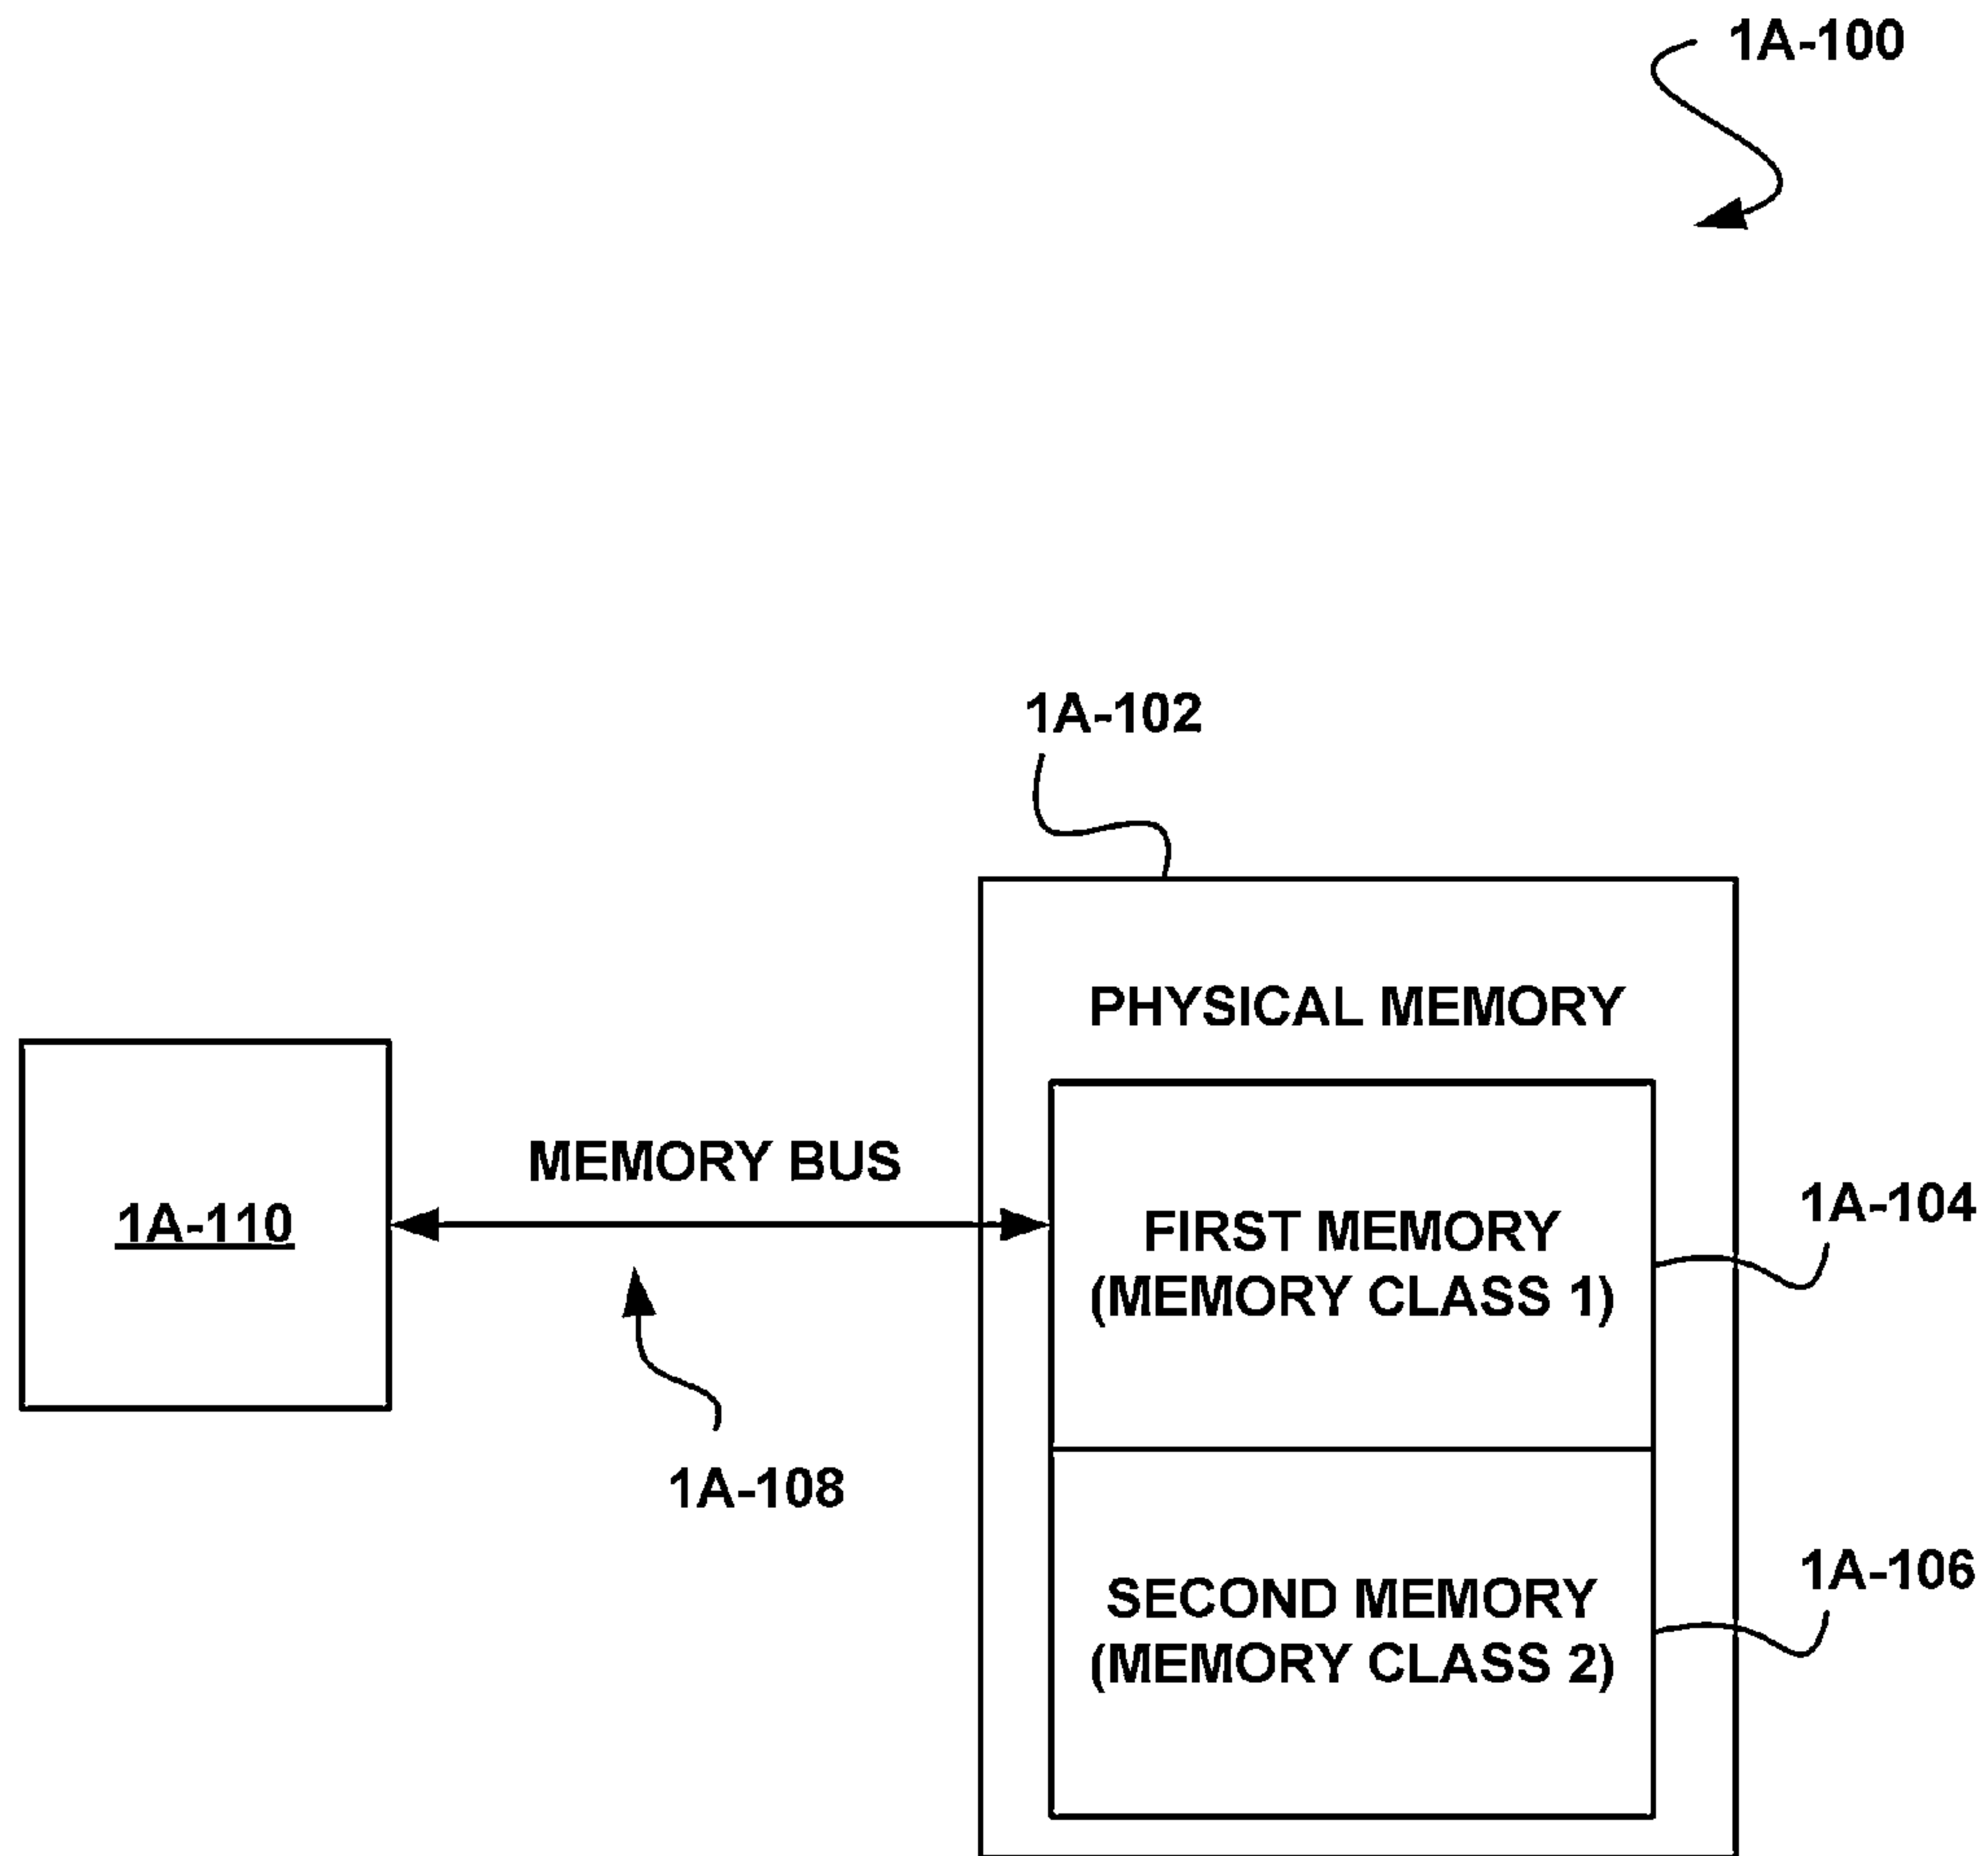 1A-100
1A-102
PHYSICAL MEMORY
MEMORY BUS
1A-110
FIRST MEMORY
(MEMORY CLASS 1)
1A-104
1A-108
SECOND MEMORY
(MEMORY CLASS 2)
1A-106